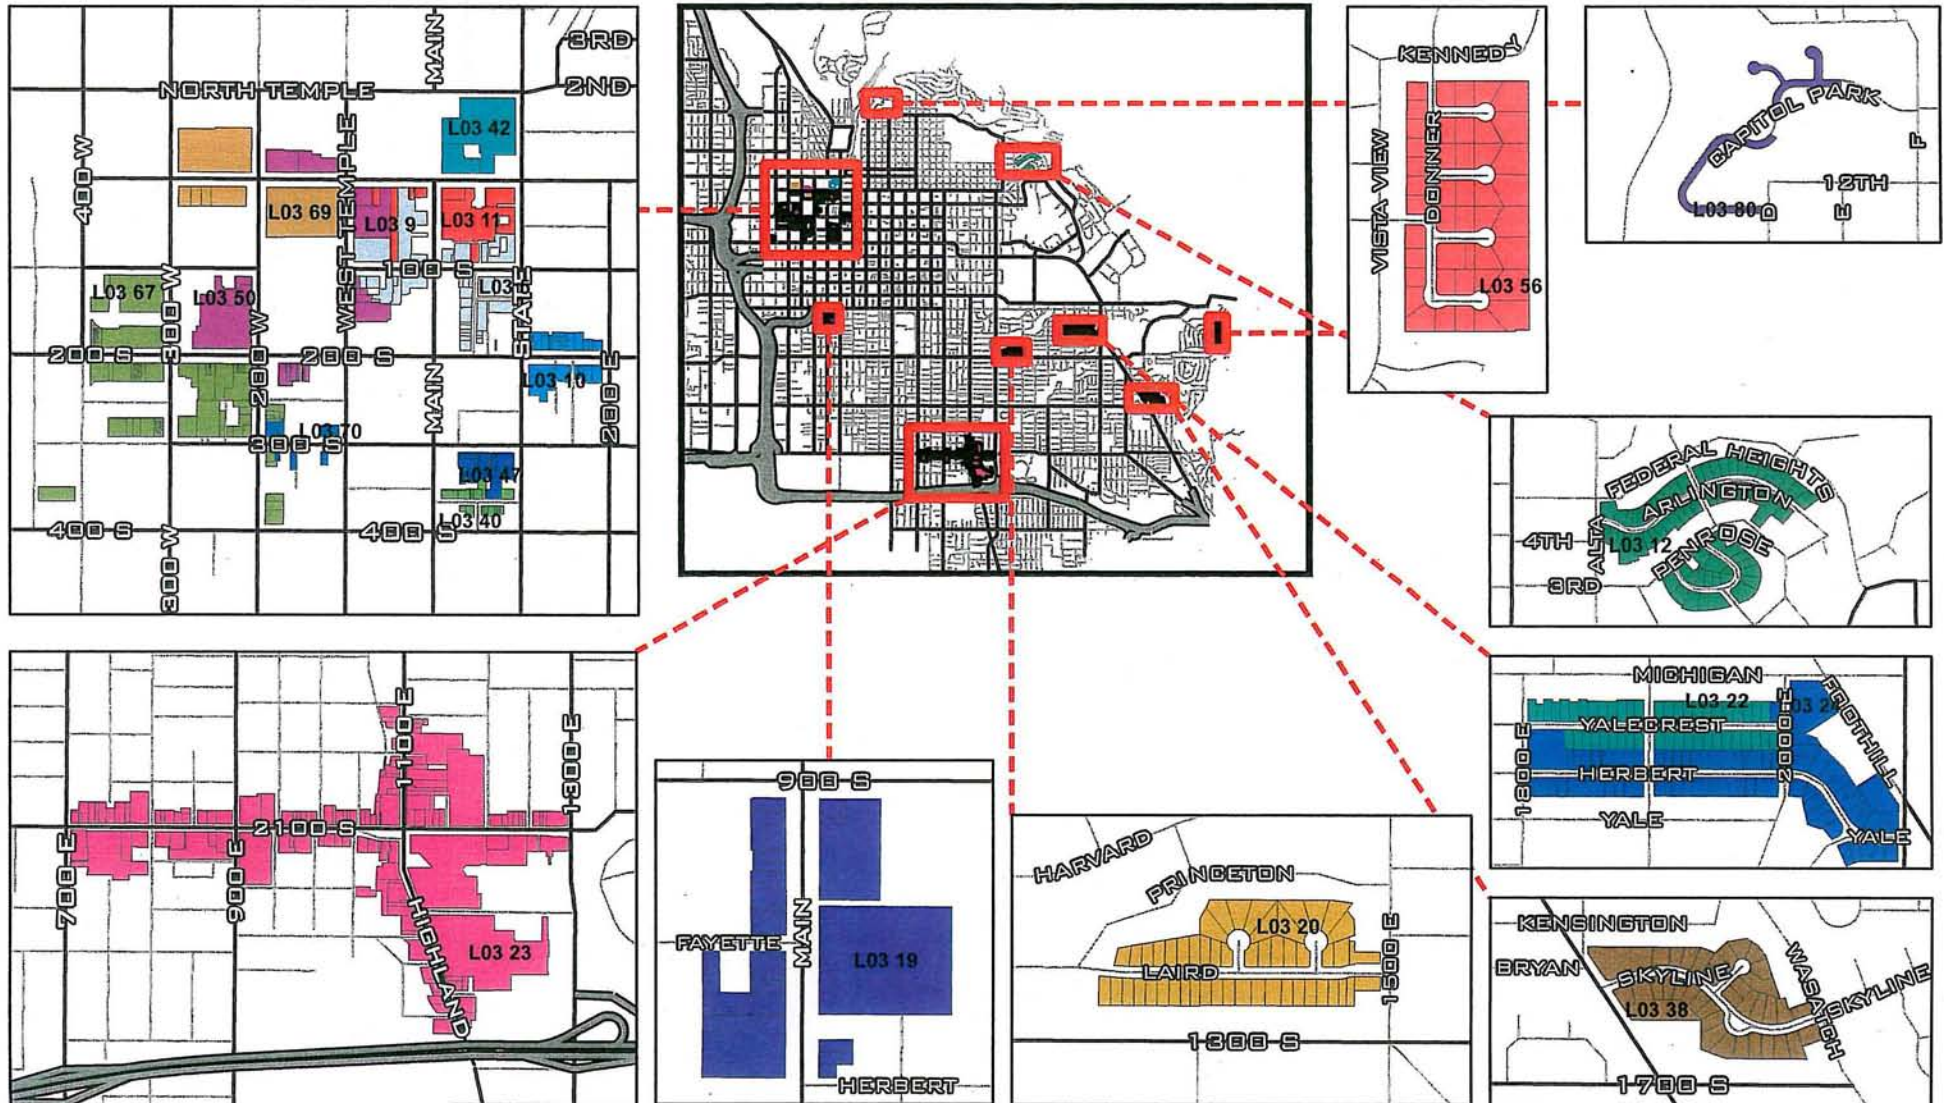 3RD
MAIN
2ND
NORTH TEMPLE
L03 42
400 W
WEST TEMPLE
L03 69
L03 9
L03 11
100 S
L03 67
300 W
L03 50
200 W
STATE
200 S
200 S
L03 10
MAIN
200 E
L03 70
300 S
L03 47
L03 40
400 S
400 S
300 W
KENNEDY
VISTA VIEW
DONNER
L03 56
CAPITOL PARK
F
12TH
L03 80
D
E
FEDERAL HEIGHTS
ARLINGTON
4TH
ALTA
L03 12
PENROSE
3RD
1100 E
1300 E
2100 S
700 E
900 E
HIGHLAND
L03 23
900 S
FAYETTE
MAIN
L03 19
HERBERT
HARVARD
PRINCETON
L03 20
LAIRD
1500 E
1300 S
MICHIGAN
L03 22
L03 24
FOOTHILL
YALECREST
2000 E
1800 E
HERBERT
YALE
YALE
KENSINGTON
BRYAN
SKYLINE
WASATCH
SKYLINE
L03 38
1700 S